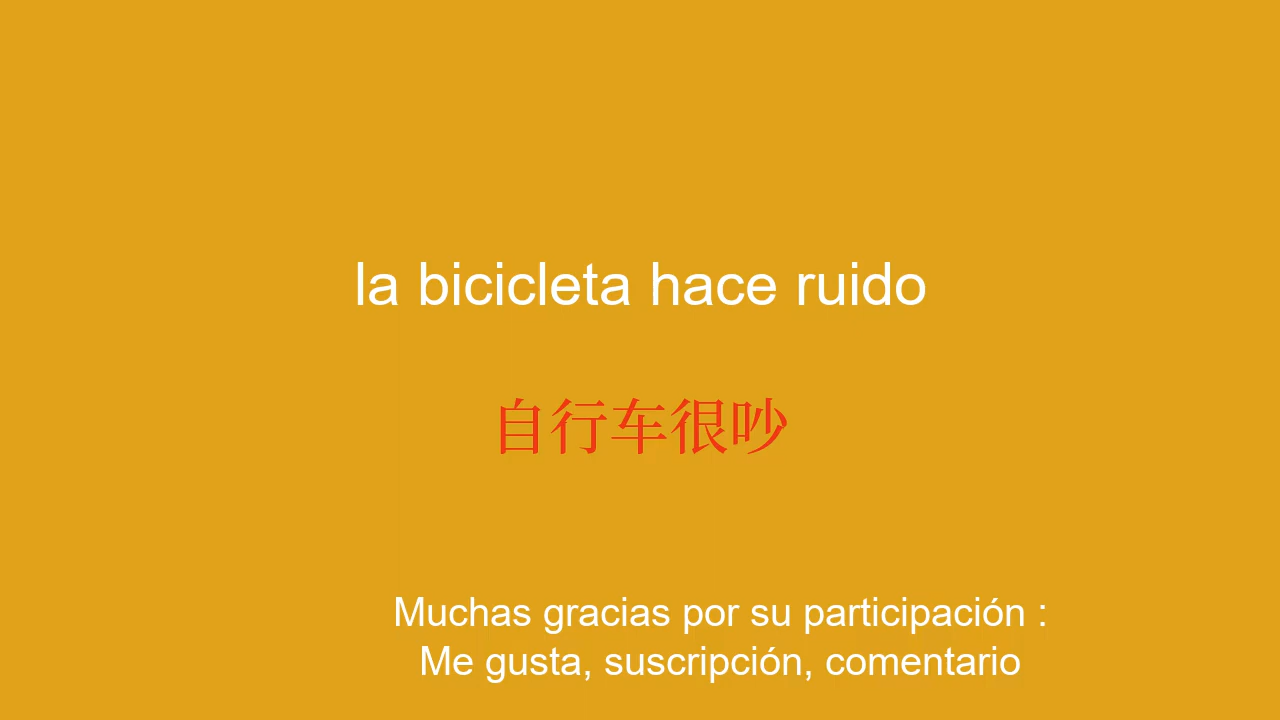 la bicicleta hace ruido
自行车很吵
Muchas gracias por su participación :
Me gusta, suscripción, comentario